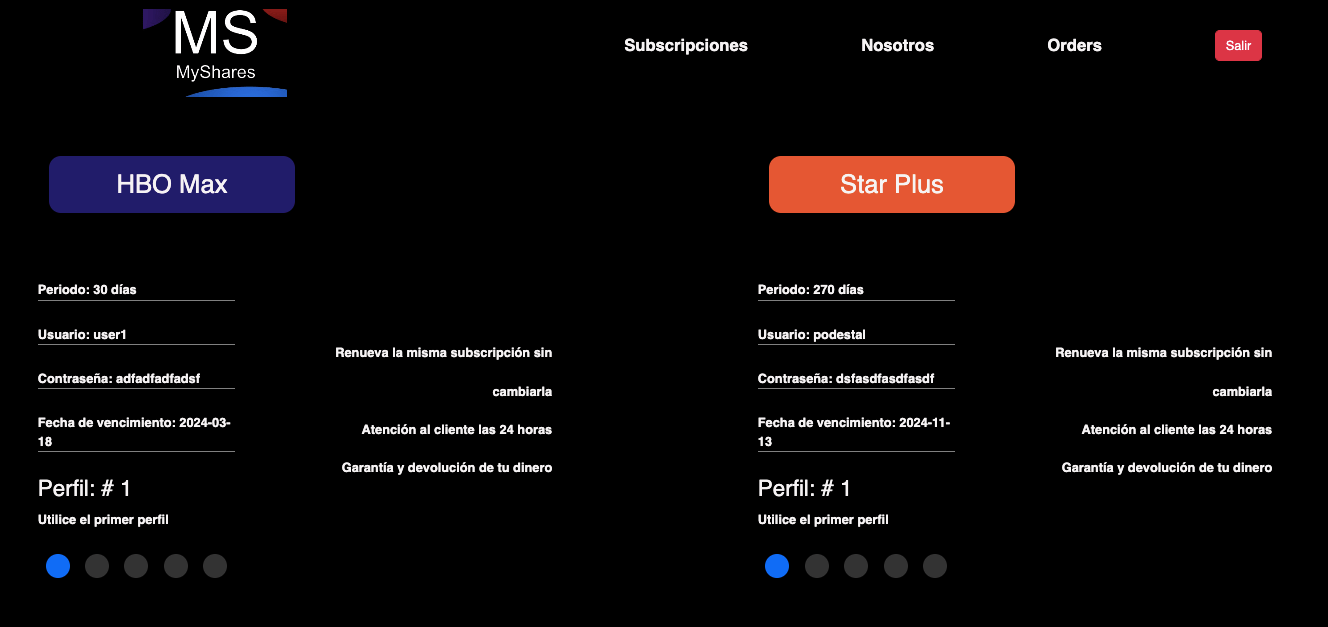 MS
MyShares
Subscripciones
Nosotros
Orders
Salir
HBO Max
Periodo: 30 días
Usuario: user1
Contraseña: adfadfadfadsf
Fecha de vencimiento: 2024-03-
18
Perfil: # 1
Utilice el primer perfil
Renueva la misma subscripción sin
cambiarla
Atención al cliente las 24 horas
Garantía y devolución de tu dinero
Star Plus
Periodo: 270 días
Usuario: podestal
Contraseña: dsfasdfasdfasdf
Fecha de vencimiento: 2024-11-
13
Perfil: # 1
Utilice el primer perfil
Renueva la misma subscripción sin
cambiarla
Atención al cliente las 24 horas
Garantía y devolución de tu dinero